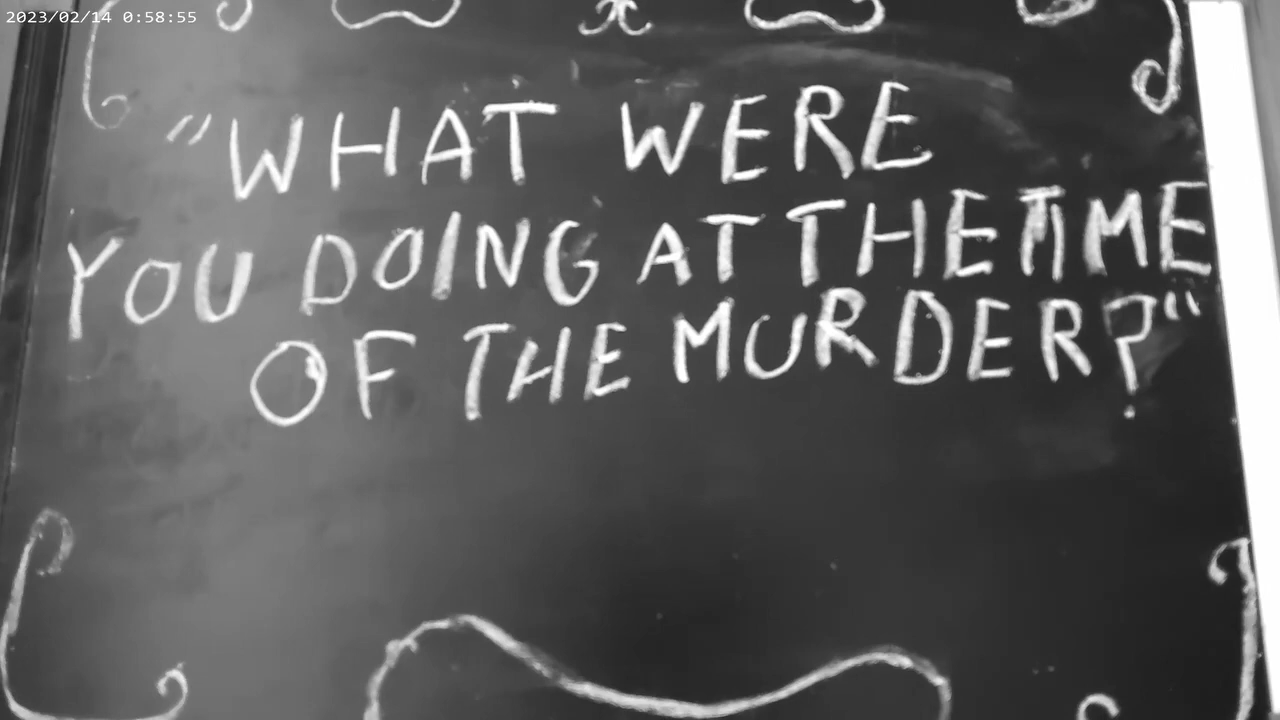 2023/02/14 0:58:55
"WHAT WERE
YOU DOING AT THE TIME
OF THE MURDER?"